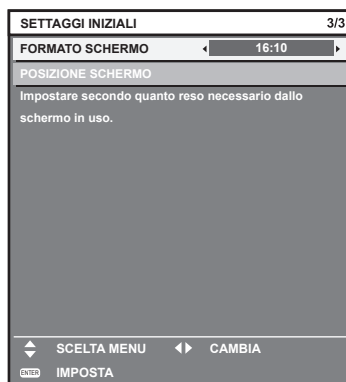 SETTAGGI INIZIALI 3/3
FORMATO SCHERMO 16:10
POSIZIONE SCHERMO
Impostare secondo quanto reso necessario dallo
schermo in uso.
SCELTA MENU CAMBIA
ENTER IMPOSTA